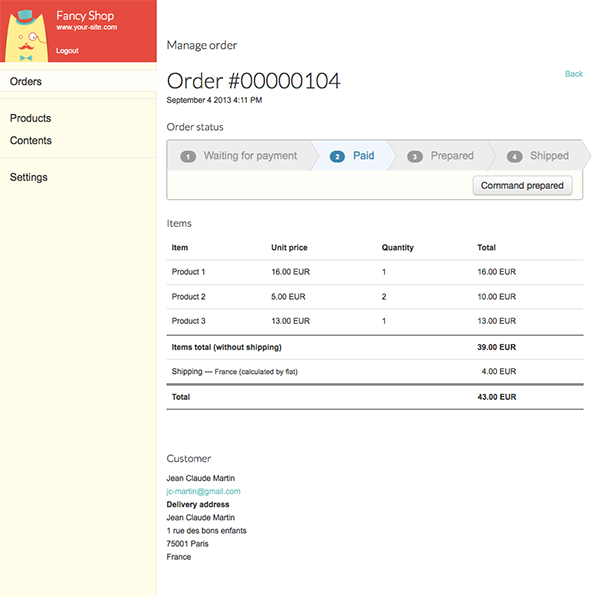 Fancy Shop
www.your-site.com
Logout
Orders
Products
Contents
Settings
Manage order
Order #00000104
Back
September 4 2013 4:11 PM
Order status
1 Waiting for payment 2 Paid 3 Prepared 4 Shipped
Command prepared
Items
Item Unit price Quantity Total
Product 1 16.00 EUR 1 16.00 EUR
Product 2 5.00 EUR 2 10.00 EUR
Product 3 13.00 EUR 1 13.00 EUR
Items total (without shipping) 39.00 EUR
Shipping — France (calculated by flat) 4.00 EUR
Total 43.00 EUR
Customer
Jean Claude Martin
jc-martin@gmail.com
Delivery address
Jean Claude Martin
1 rue des bons enfants
75001 Paris
France